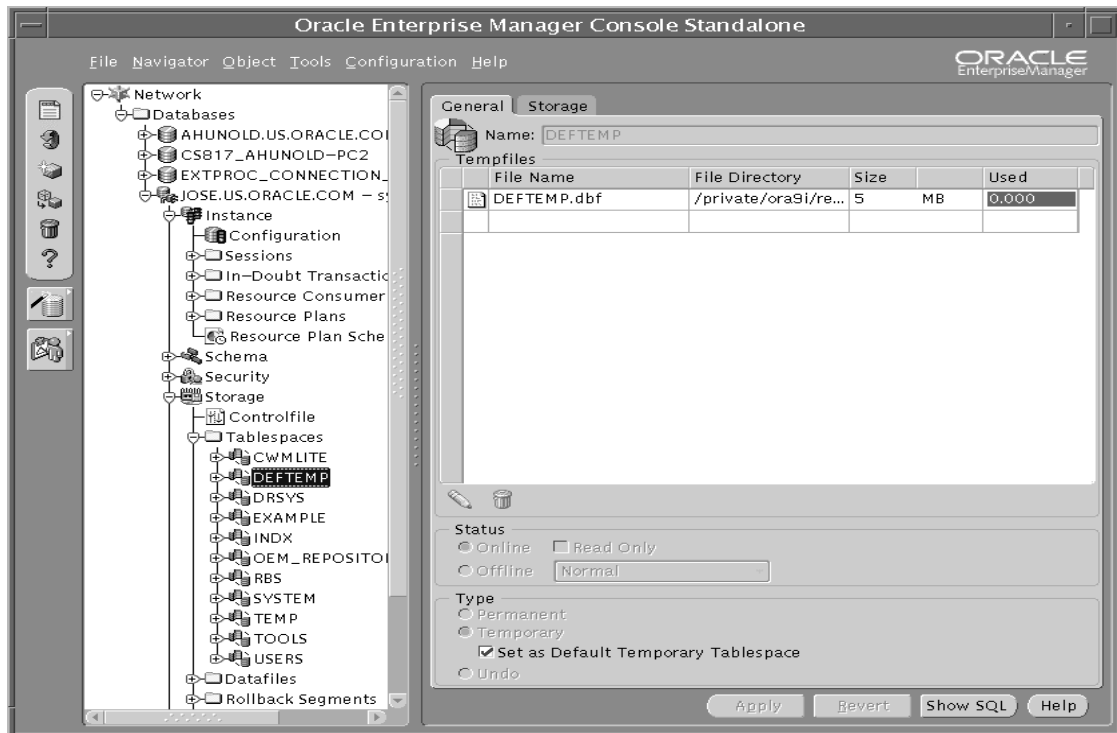 Oracle Enterprise Manager Console Standalone
File Navigator Object Tools Configuration Help
ORACLE
EnterpriseManager
Network
Databases
AHUNOLD.US.ORACLE.COI
CS817_AHUNOLD-PC2
EXTPROC_CONNECTION_
JOSE.US.ORACLE.COM – s
Instance
Configuration
Sessions
In-Doubt Transactic
Resource Consumer
Resource Plans
Resource Plan Sche
Schema
Security
Storage
Controlfile
Tablespaces
CWMLITE
DEFTEMP
DRSYS
EXAMPLE
INDX
OEM_REPOSITOI
RBS
SYSTEM
TEMP
TOOLS
USERS
Datafiles
Rollback Segments
General Storage
Name: DEFTEMP
Tempfiles
File Name File Directory Size Used
DEFTEMP.dbf /private/ora9i/re... 5 MB 0.000
Status
Online Read Only
Offline Normal
Type
Permanent
Temporary
Set as Default Temporary Tablespace
Undo
Apply Revert Show SQL Help